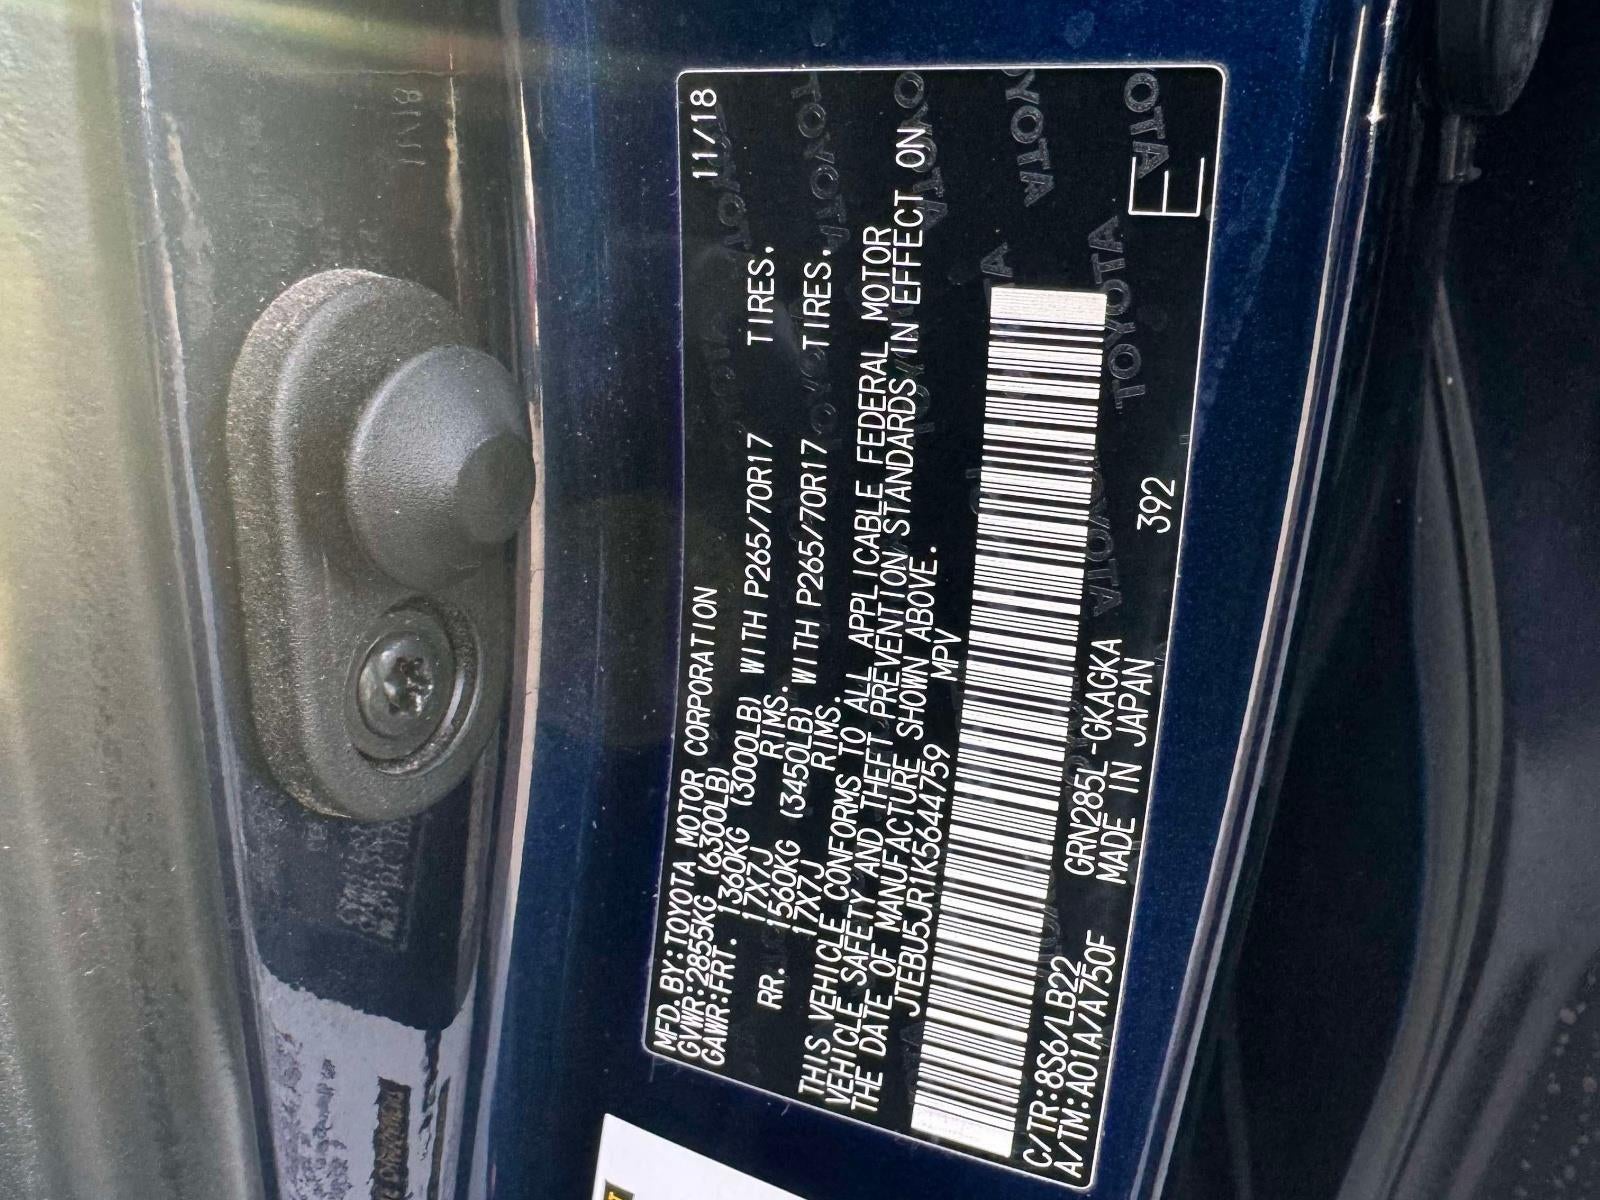 MFD. BY: TOYOTA MOTOR CORPORATION 11/18
GVWR: 2855KG (6300LB)
GAWR: FRT. 1360KG (3000LB) WITH P265/70R17 TIRES.
17X7J RIMS.
RR. 1560KG (3450LB) WITH P265/70R17 TIRES.
17X7J RIMS.
THIS VEHICLE CONFORMS TO ALL APPLICABLE FEDERAL MOTOR
VEHICLE SAFETY AND THEFT PREVENTION STANDARDS IN EFFECT ON
THE DATE OF MANUFACTURE SHOWN ABOVE.
JTEBU5JR1K5644759 MPV
C/TR: 8S6/LB22 GRN285L-GKAGKA
A/TM: A01A/A750F MADE IN JAPAN 392
E
TOYOTA